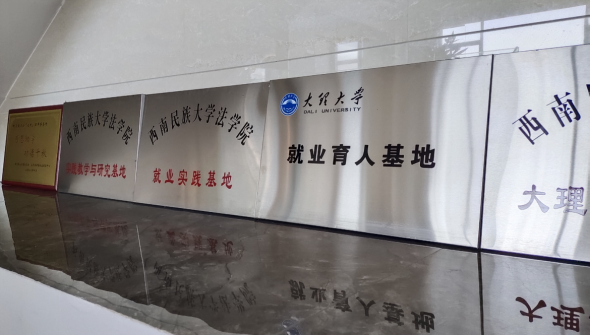 西南民族大学法学院
实践教学与研究基地
西南民族大学法学院
就业实践基地
大理大学
DALI UNIVERSITY
就业育人基地
西南
大理